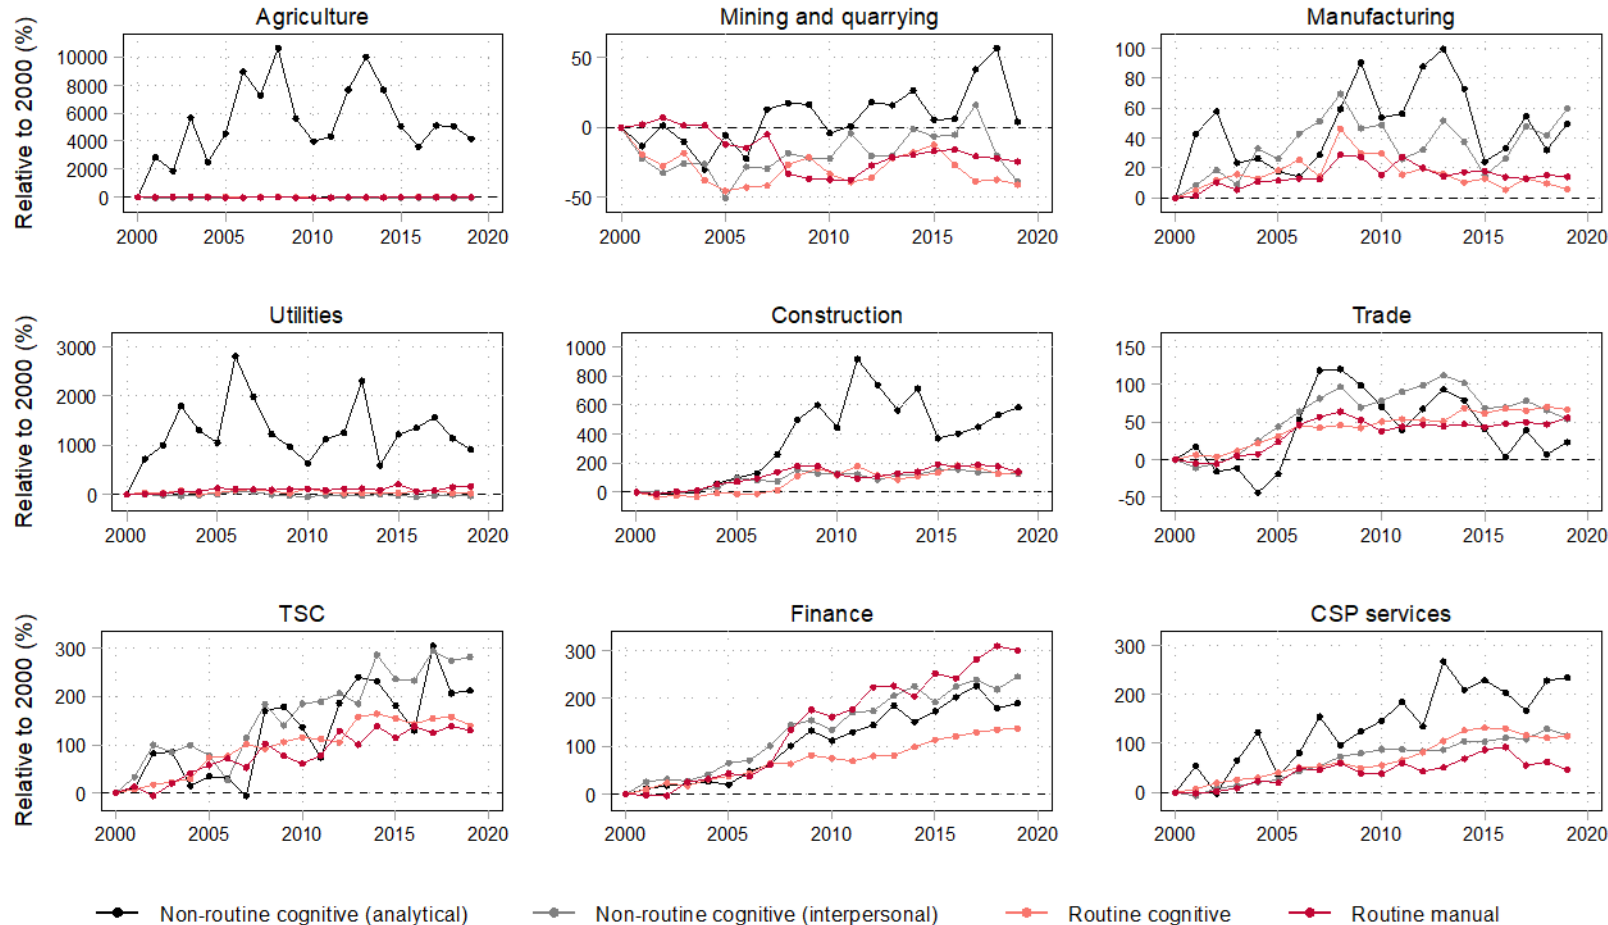 Agriculture Mining and quarrying Manufacturing
Relative to 2000 (%)
10000
8000
6000
4000
2000
0
2000 2005 2010 2015 2020
50
0
-50
2000 2005 2010 2015 2020
100
80
60
40
20
0
2000 2005 2010 2015 2020
Utilities Construction Trade
Relative to 2000 (%)
3000
2000
1000
0
2000 2005 2010 2015 2020
1000
800
600
400
200
0
2000 2005 2010 2015 2020
150
100
50
0
-50
2000 2005 2010 2015 2020
TSC Finance CSP services
Relative to 2000 (%)
300
200
100
0
2000 2005 2010 2015 2020
300
200
100
0
2000 2005 2010 2015 2020
300
200
100
0
2000 2005 2010 2015 2020
Non-routine cognitive (analytical) Non-routine cognitive (interpersonal) Routine cognitive Routine manual